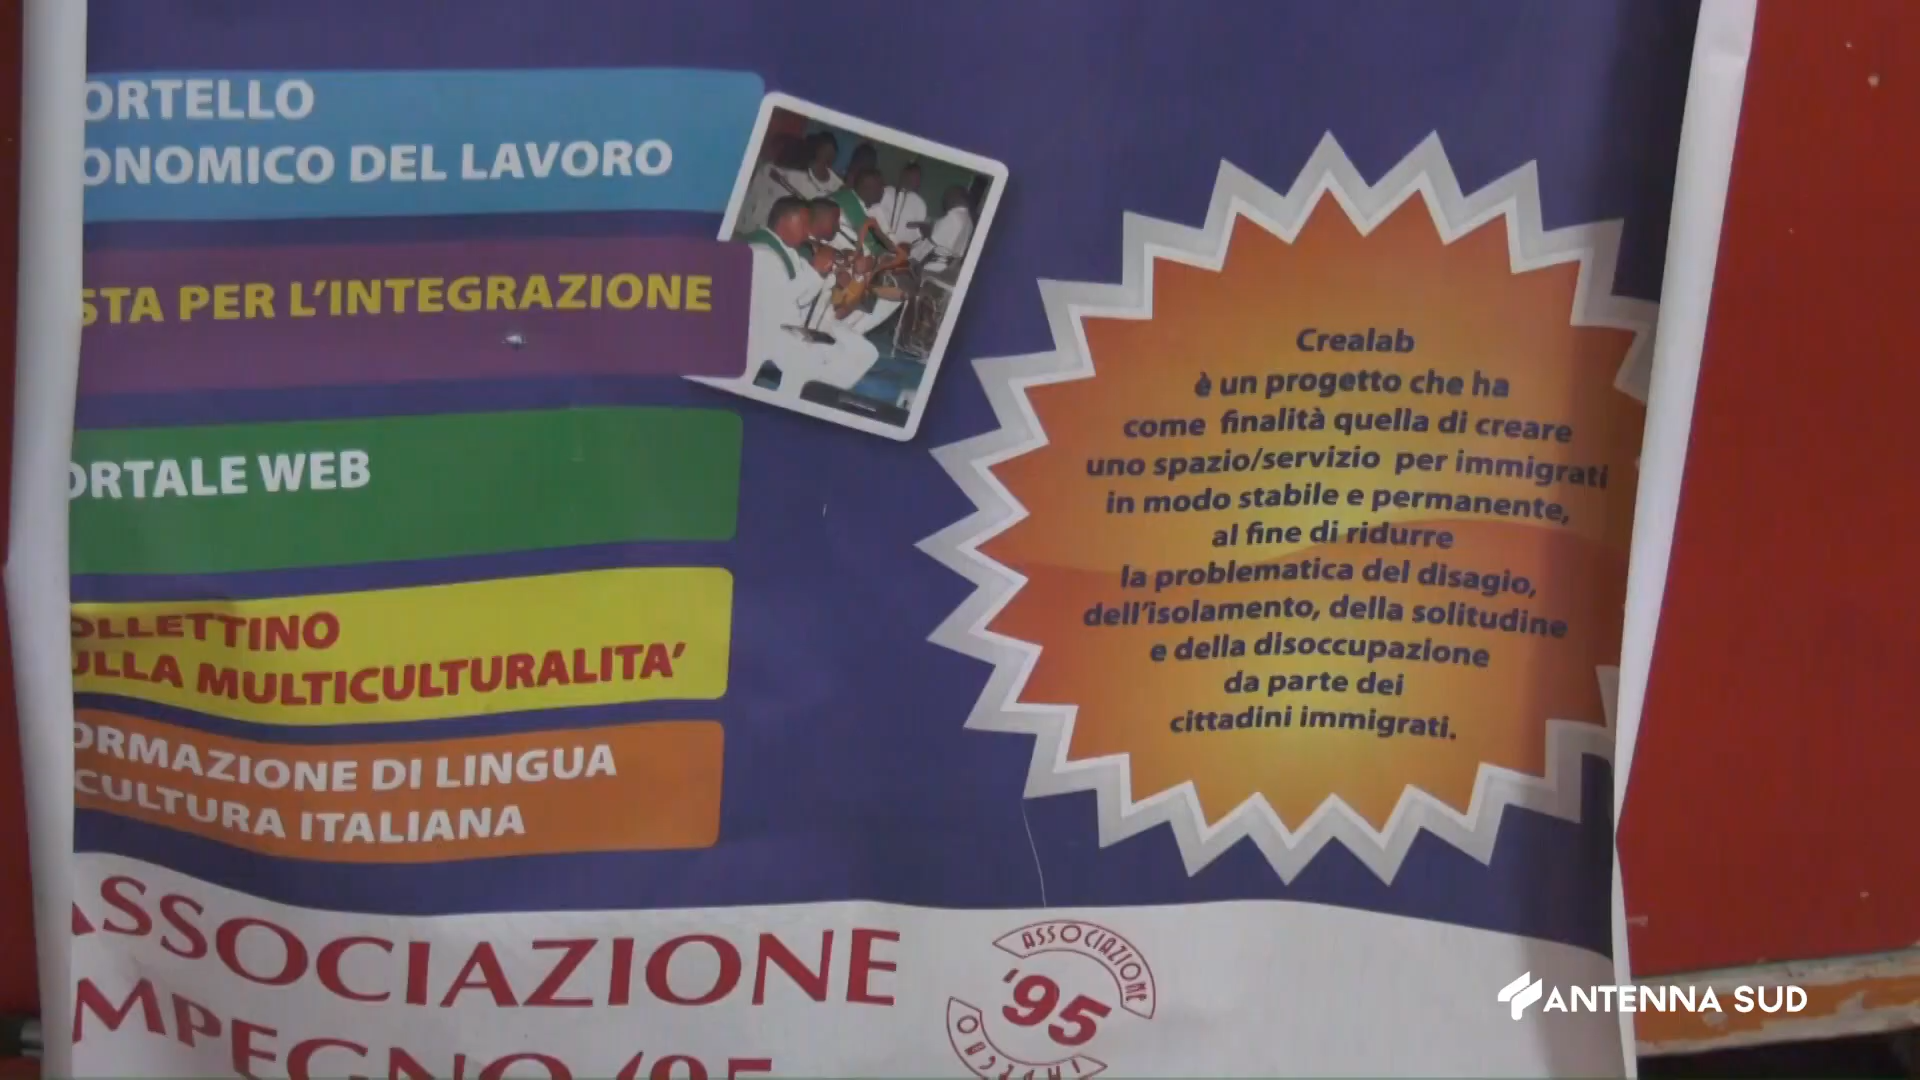 ORTELLO
ONOMICO DEL LAVORO
STA PER L'INTEGRAZIONE
ORTALE WEB
OLLETTINO
ULLA MULTICULTURALITA'
ORMAZIONE DI LINGUA
CULTURA ITALIANA
Crealab
è un progetto che ha
come finalità quella di creare
uno spazio/servizio per immigrati
in modo stabile e permanente,
al fine di ridurre
la problematica del disagio,
dell'isolamento, della solitudine
e della disoccupazione
da parte dei
cittadini immigrati.
ASSOCIAZIONE
MPEGNO '95
ASSOCIAZIONE
'95
IMPEGNO
ANTENNA SUD